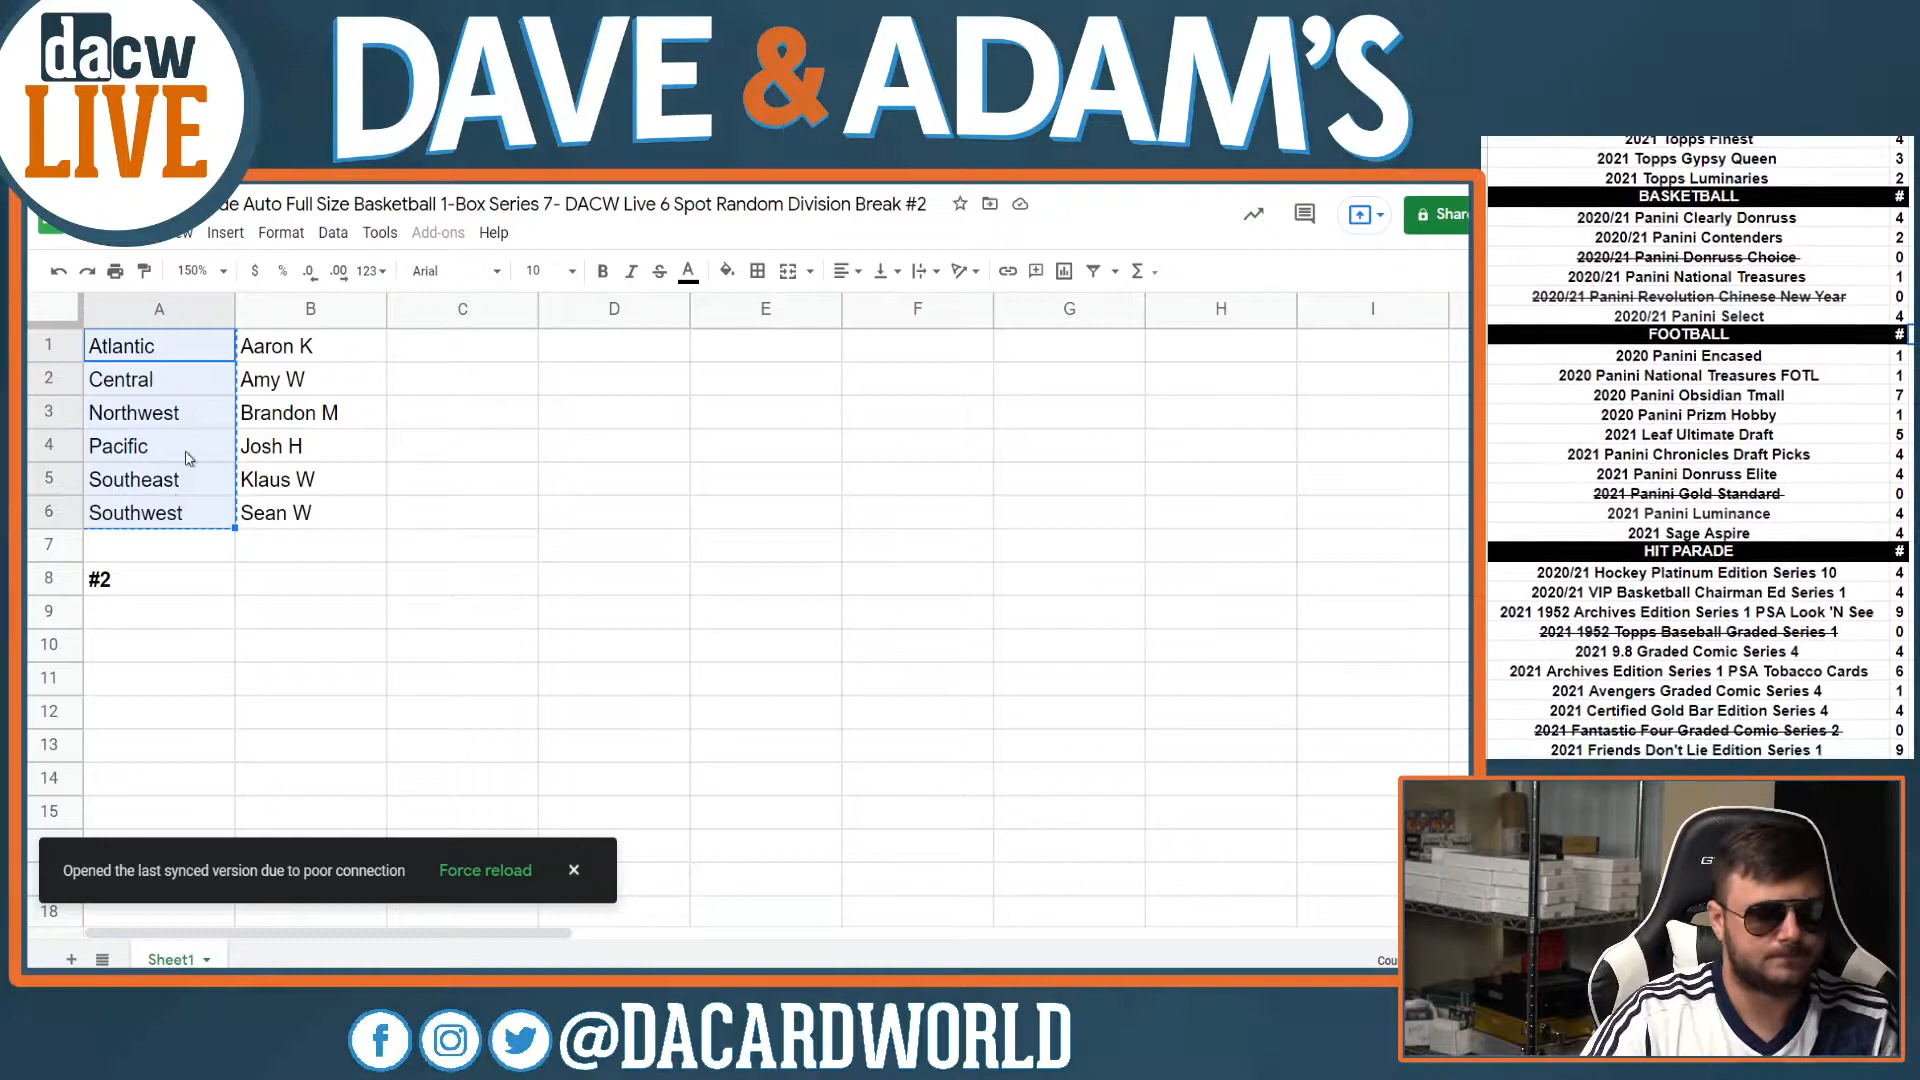 dacw
LIVE
DAVE & ADAM'S
de Auto Full Size Basketball 1-Box Series 7- DACW Live 6 Spot Random Division Break #2
Share
Insert Format Data Tools Add-ons Help
150% $ % .0 .00 123 Arial 10 B I S A
A B C D E F G H I
1 Atlantic Aaron K
2 Central Amy W
3 Northwest Brandon M
4 Pacific Josh H
5 Southeast Klaus W
6 Southwest Sean W
7
8 #2
9
10
11
12
13
14
15
18
Opened the last synced version due to poor connection Force reload
Sheet1
2021 Topps Finest 4
2021 Topps Gypsy Queen 3
2021 Topps Luminaries 2
BASKETBALL #
2020/21 Panini Clearly Donruss 4
2020/21 Panini Contenders 2
2020/21 Panini Donruss Choice 0
2020/21 Panini National Treasures 1
2020/21 Panini Revolution Chinese New Year 0
2020/21 Panini Select 4
FOOTBALL #
2020 Panini Encased 1
2020 Panini National Treasures FOTL 1
2020 Panini Obsidian Tmall 7
2020 Panini Prizm Hobby 1
2021 Leaf Ultimate Draft 5
2021 Panini Chronicles Draft Picks 4
2021 Panini Donruss Elite 4
2021 Panini Gold Standard 0
2021 Panini Luminance 4
2021 Sage Aspire 4
HIT PARADE #
2020/21 Hockey Platinum Edition Series 10 4
2020/21 VIP Basketball Chairman Ed Series 1 4
2021 1952 Archives Edition Series 1 PSA Look 'N See 9
2021 1952 Topps Baseball Graded Series 1 0
2021 9.8 Graded Comic Series 4 4
2021 Archives Edition Series 1 PSA Tobacco Cards 6
2021 Avengers Graded Comic Series 4 1
2021 Certified Gold Bar Edition Series 4 4
2021 Fantastic Four Graded Comic Series 2 0
2021 Friends Don't Lie Edition Series 1 9
@DACARDWORLD